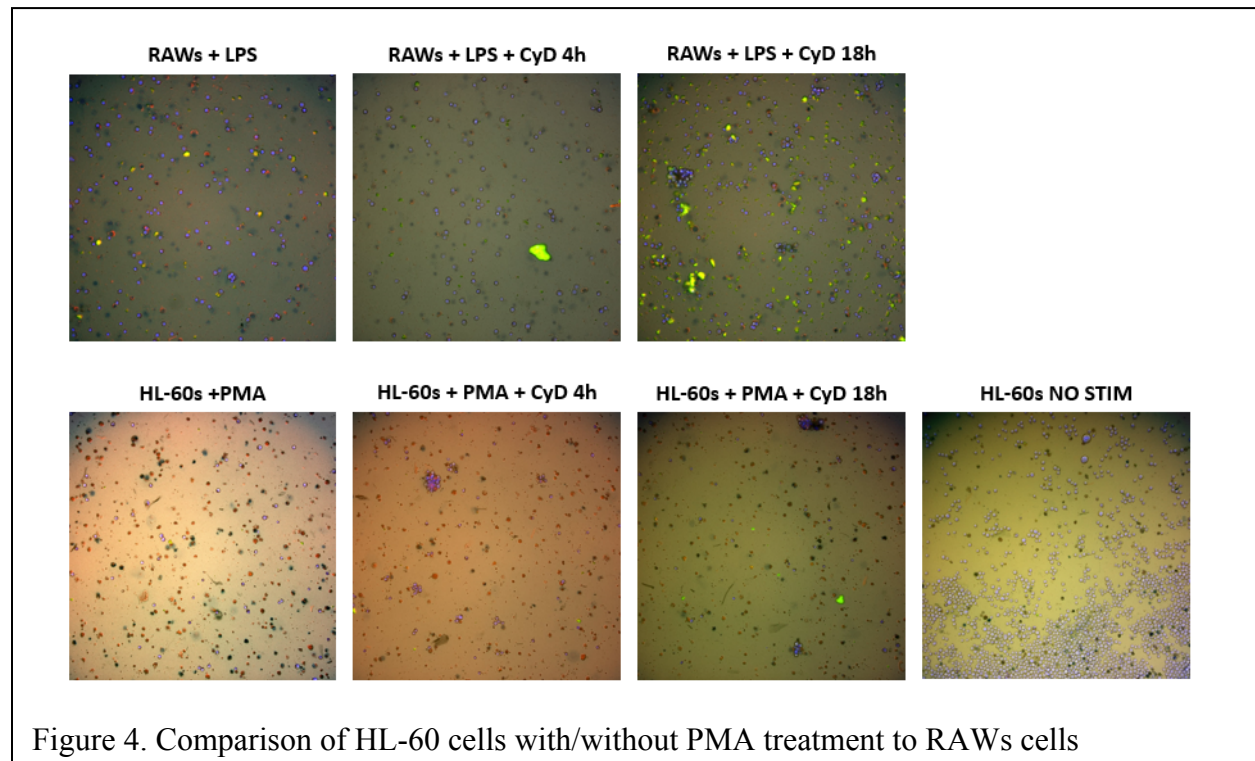 RAWs + LPS
RAWs + LPS + CyD 4h
RAWs + LPS + CyD 18h
HL-60s +PMA
HL-60s + PMA + CyD 4h
HL-60s + PMA + CyD 18h
HL-60s NO STIM
Figure 4. Comparison of HL-60 cells with/without PMA treatment to RAWs cells